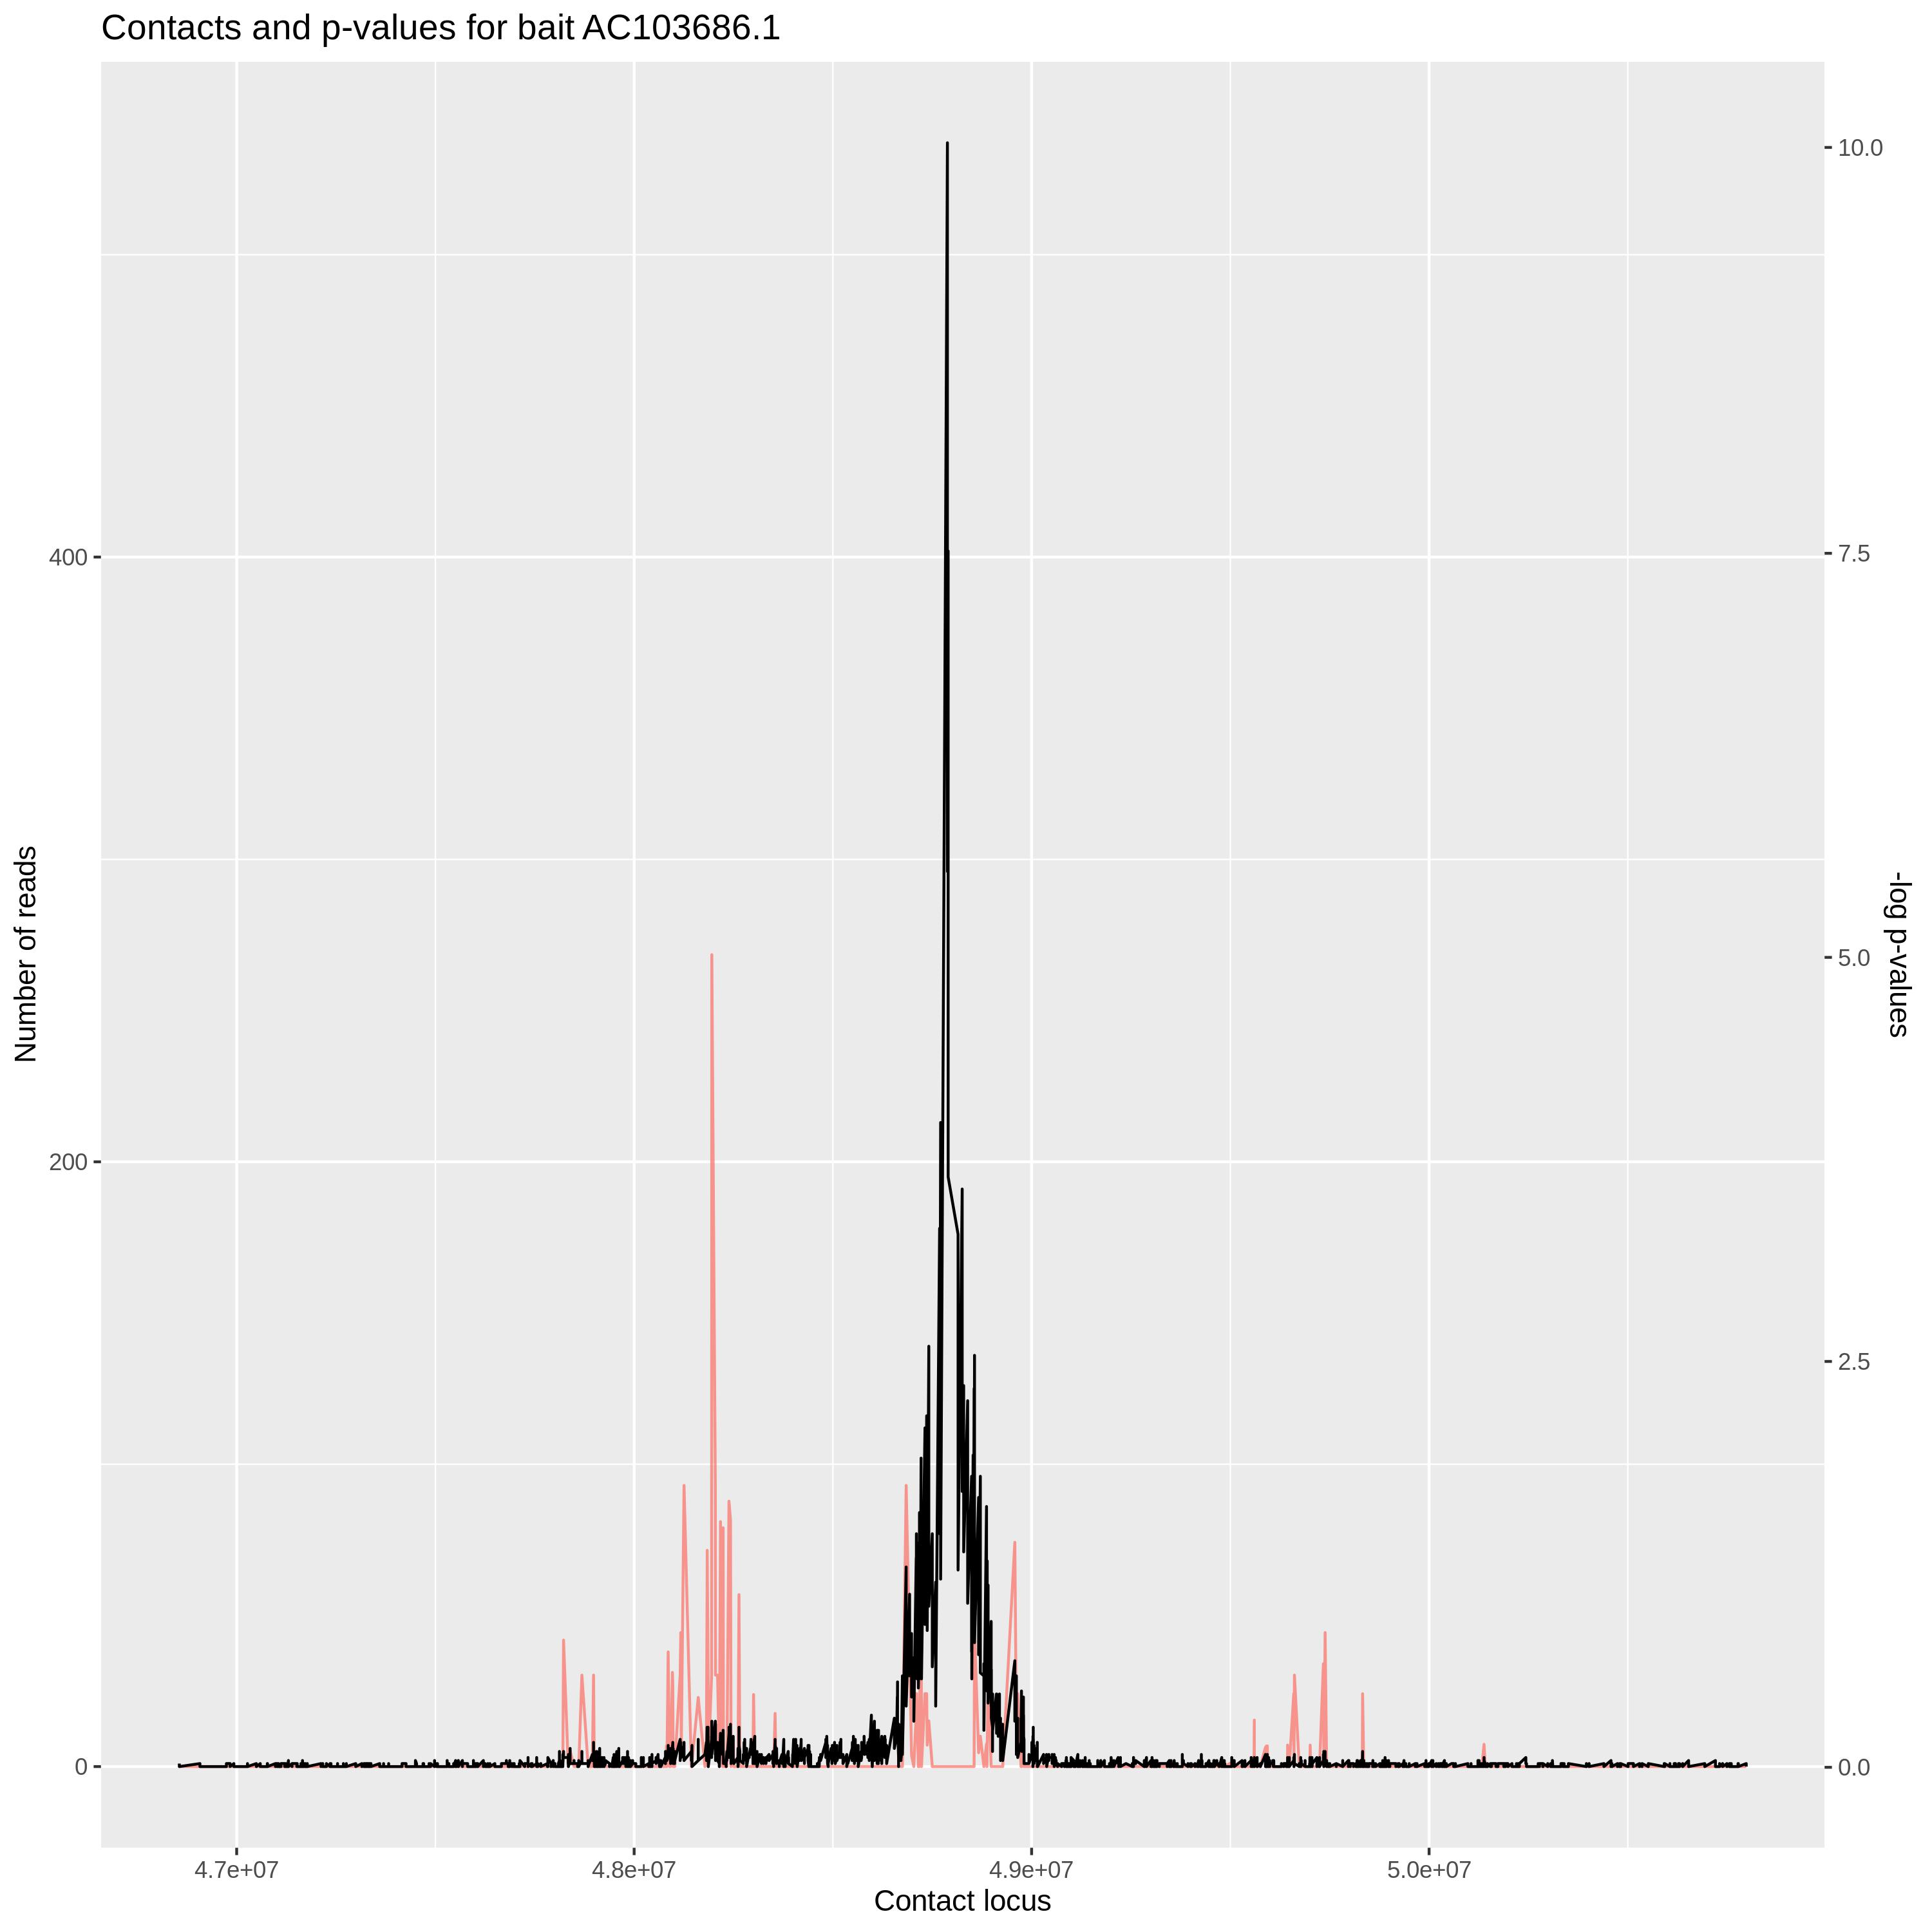 Contacts and p-values for bait AC103686.1
10.0
400
7.5
5.0
Number of reads
-log p-values
200
2.5
0
0.0
4.7e+07 4.8e+07 4.9e+07 5.0e+07
Contact locus